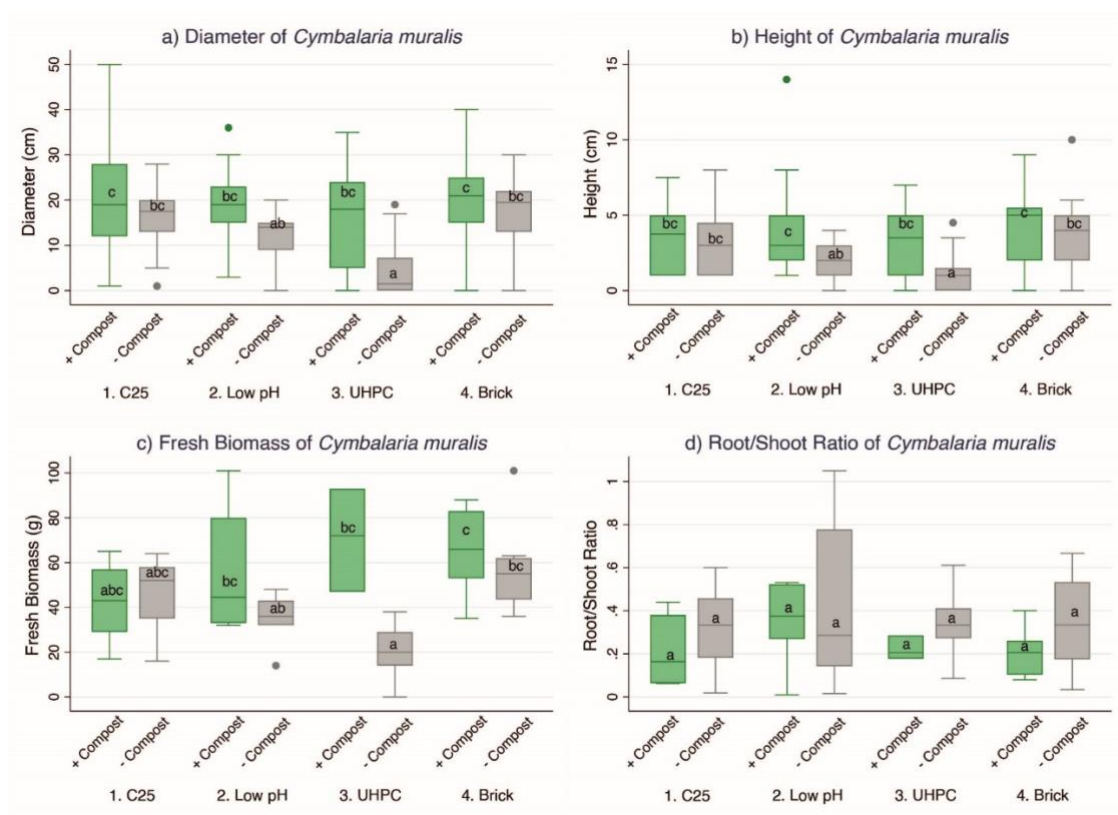 a) Diameter of Cymbalaria muralis
Diameter (cm)
50
40
30
20
10
0
c
bc
bc
ab
bc
a
c
bc
+ Compost
- Compost
+ Compost
- Compost
+ Compost
- Compost
+ Compost
- Compost
1. C25
2. Low pH
3. UHPC
4. Brick
b) Height of Cymbalaria muralis
Height (cm)
15
10
5
0
bc
bc
c
ab
bc
a
c
bc
+ Compost
- Compost
+ Compost
- Compost
+ Compost
- Compost
+ Compost
- Compost
1. C25
2. Low pH
3. UHPC
4. Brick
c) Fresh Biomass of Cymbalaria muralis
Fresh Biomass (g)
100
80
60
40
20
0
abc
abc
bc
ab
bc
a
c
bc
+ Compost
- Compost
+ Compost
- Compost
+ Compost
- Compost
+ Compost
- Compost
1. C25
2. Low pH
3. UHPC
4. Brick
d) Root/Shoot Ratio of Cymbalaria muralis
Root/Shoot Ratio
1
.8
.6
.4
.2
0
a
a
a
a
a
a
a
a
+ Compost
- Compost
+ Compost
- Compost
+ Compost
- Compost
+ Compost
- Compost
1. C25
2. Low pH
3. UHPC
4. Brick